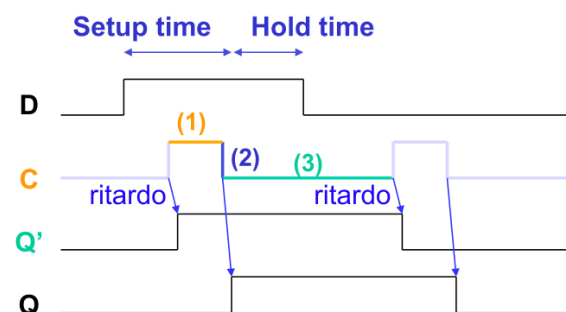 Setup time Hold time
D
(1)
C (2) (3)
ritardo ritardo
Q’
Q